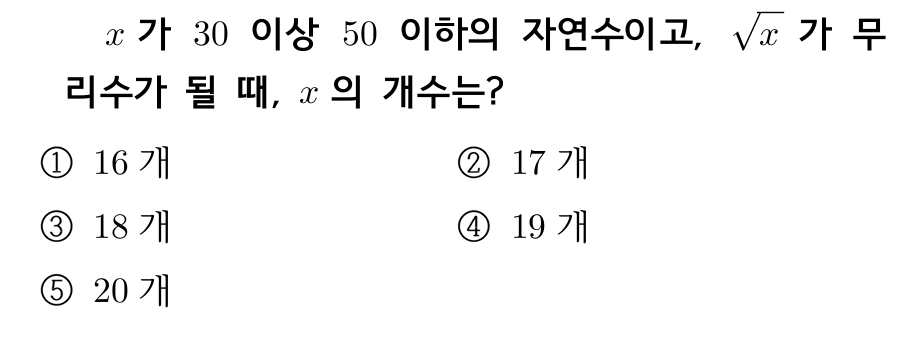 x 가 30 이상 50 이하의 자연수이고, √x 가 무
리수가 될 때, x 의 개수는?
① 16 개 ② 17 개
③ 18 개 ④ 19 개
⑤ 20 개